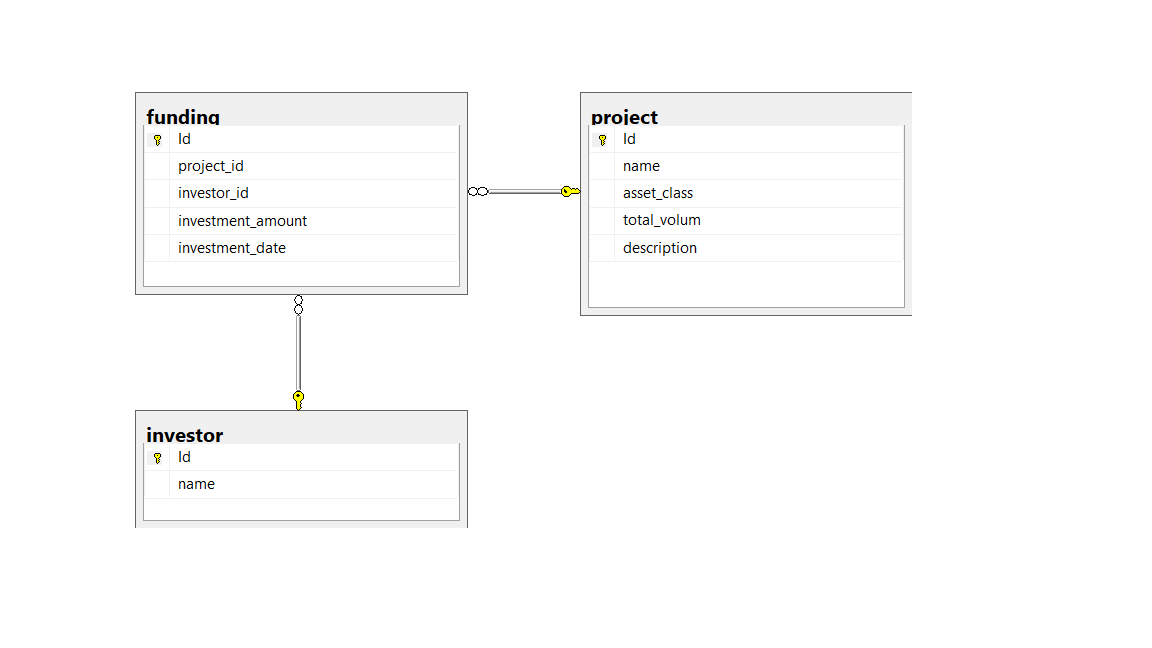 funding
Id
project_id
investor_id
investment_amount
investment_date
project
Id
name
asset_class
total_volum
description
investor
Id
name